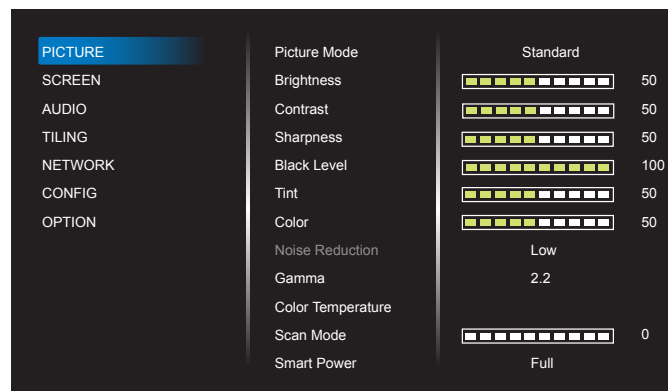 PICTURE Picture Mode Standard
SCREEN Brightness 50
AUDIO Contrast 50
TILING Sharpness 50
NETWORK Black Level 100
CONFIG Tint 50
OPTION Color 50
Noise Reduction Low
Gamma 2.2
Color Temperature
Scan Mode 0
Smart Power Full